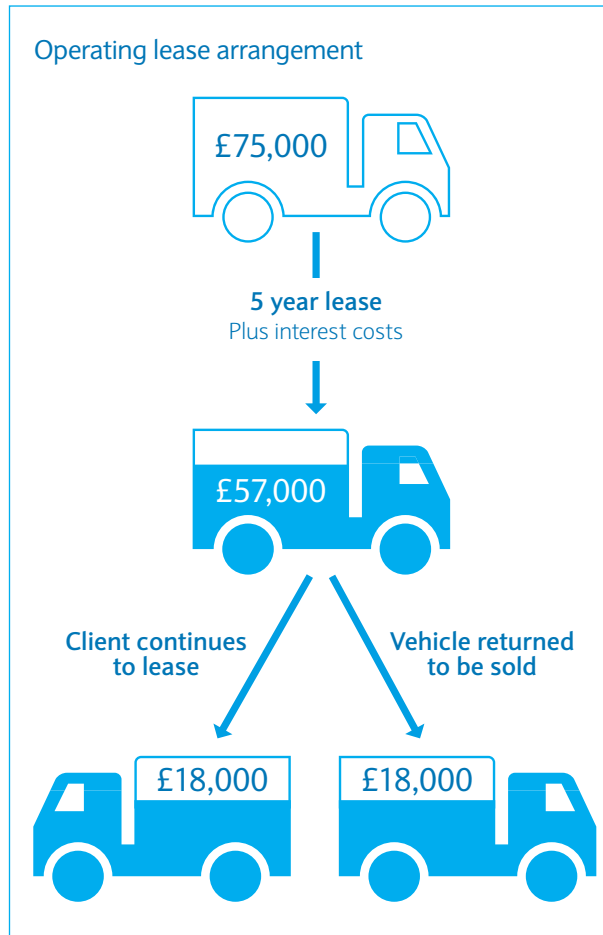 Operating lease arrangement
£75,000
5 year lease
Plus interest costs
£57,000
Client continues
to lease
Vehicle returned
to be sold
£18,000
£18,000